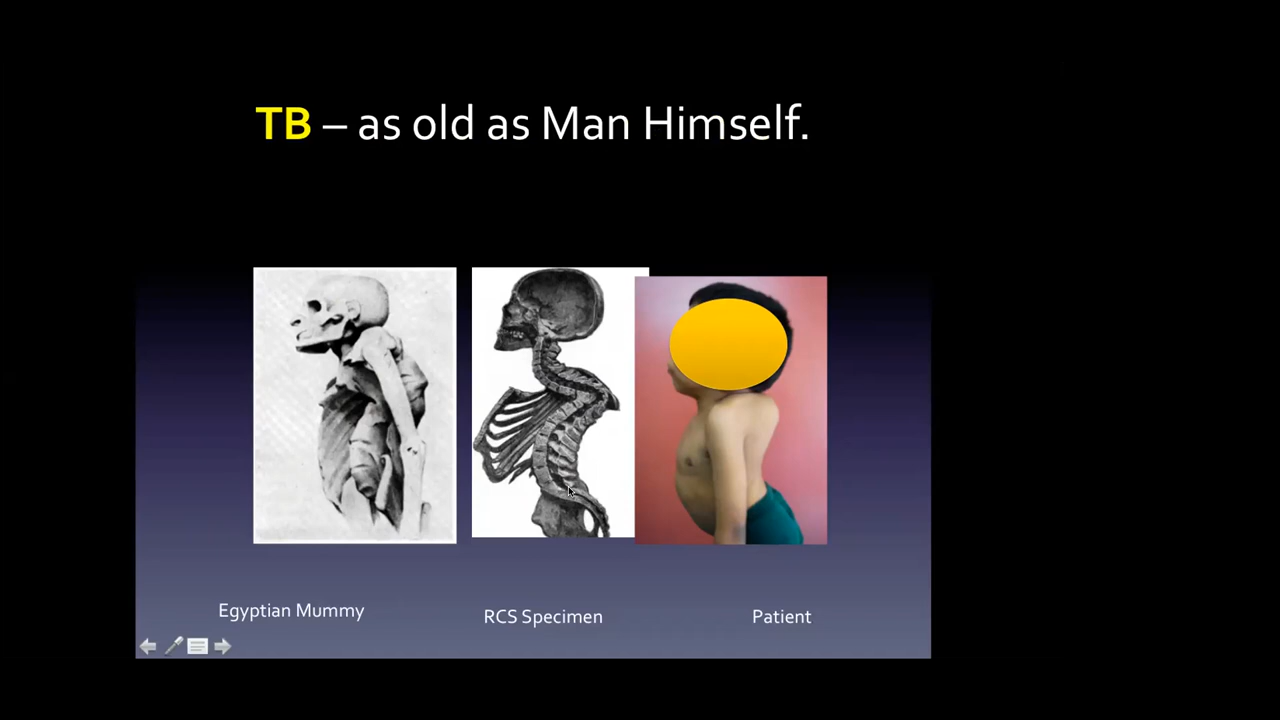 TB – as old as Man Himself.
Egyptian Mummy
RCS Specimen
Patient